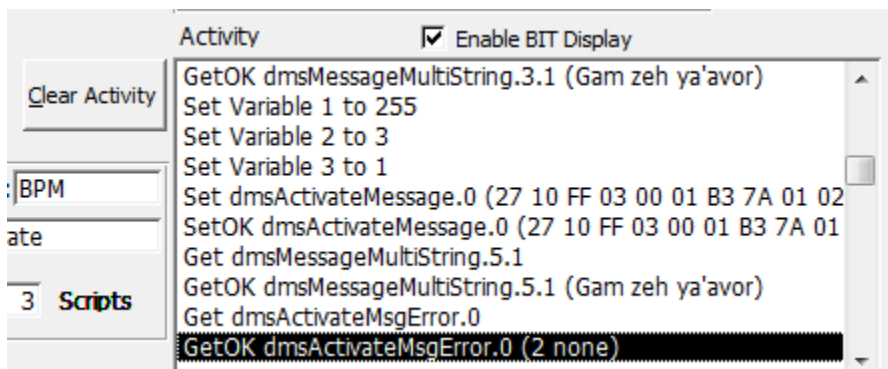 Activity
Enable BIT Display
Clear Activity
GetOK dmsMessageMultiString.3.1 (Gam zeh ya'avor)
Set Variable 1 to 255
Set Variable 2 to 3
Set Variable 3 to 1
: BPM
Set dmsActivateMessage.0 (27 10 FF 03 00 01 B3 7A 01 02
SetOK dmsActivateMessage.0 (27 10 FF 03 00 01 B3 7A 01
ate
Get dmsMessageMultiString.5.1
GetOK dmsMessageMultiString.5.1 (Gam zeh ya'avor)
3 Scripts
Get dmsActivateMsgError.0
GetOK dmsActivateMsgError.0 (2 none)